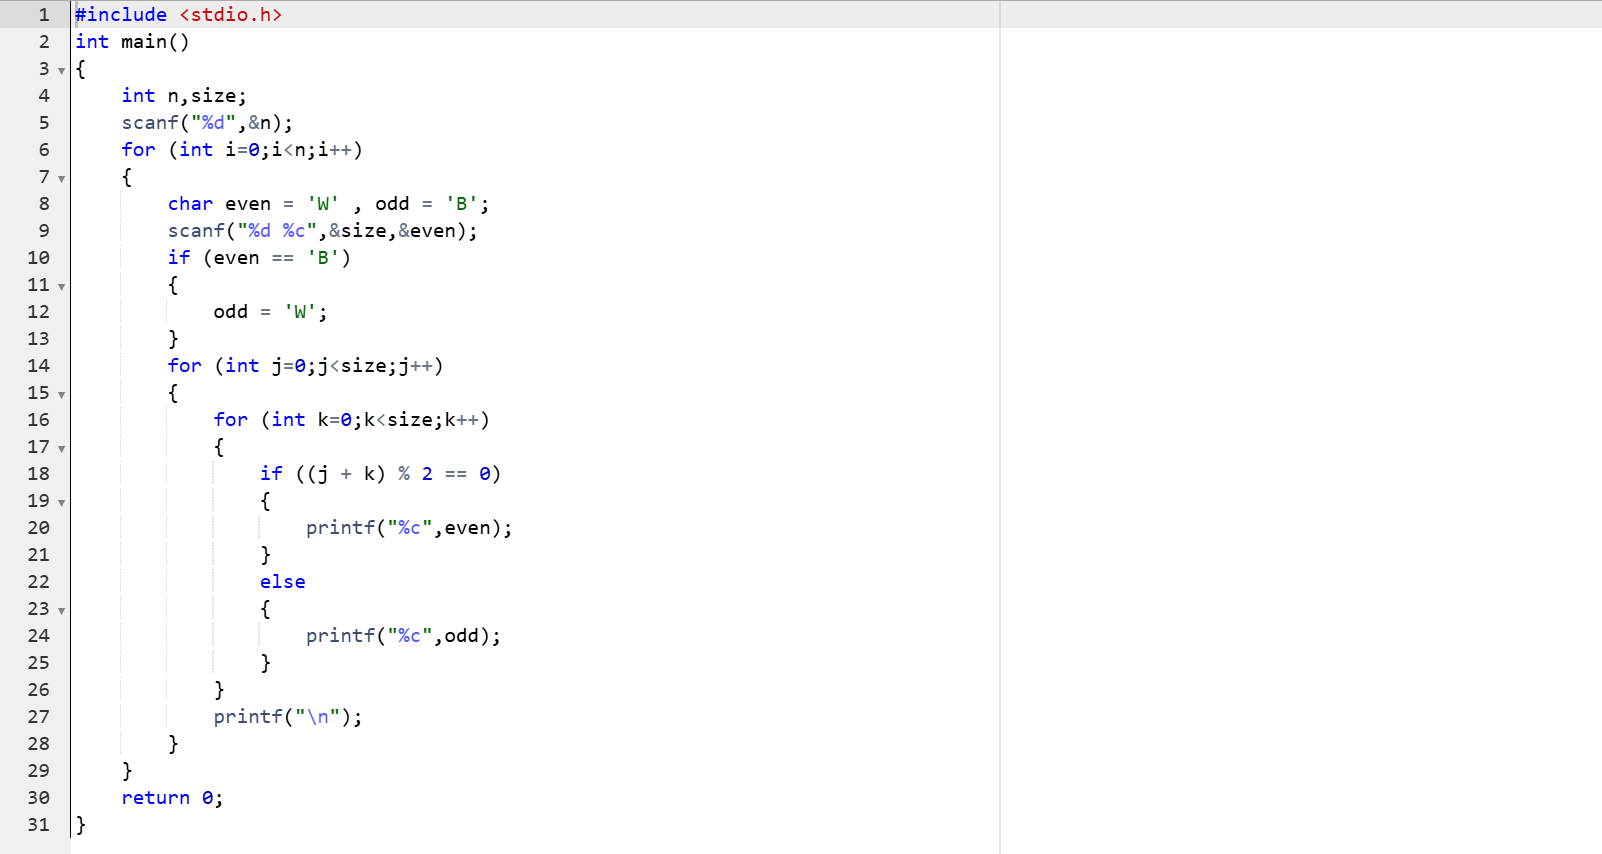 1 #include <stdio.h>
2 int main()
3 {
4     int n,size;
5     scanf("%d",&n);
6     for (int i=0;i<n;i++)
7     {
8         char even = 'W' , odd = 'B';
9         scanf("%d %c",&size,&even);
10         if (even == 'B')
11         {
12             odd = 'W';
13         }
14         for (int j=0;j<size;j++)
15         {
16             for (int k=0;k<size;k++)
17             {
18                 if ((j + k) % 2 == 0)
19                 {
20                     printf("%c",even);
21                 }
22                 else
23                 {
24                     printf("%c",odd);
25                 }
26             }
27             printf("\n");
28         }
29     }
30     return 0;
31 }